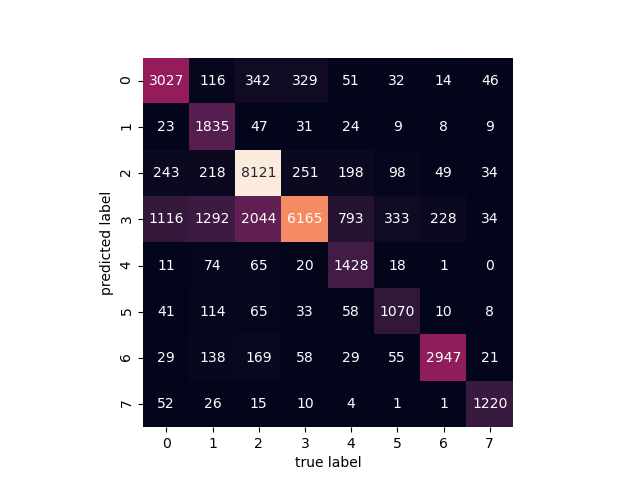 0 3027 116 342 329 51 32 14 46
1 23 1835 47 31 24 9 8 9
2 243 218 8121 251 198 98 49 34
3 1116 1292 2044 6165 793 333 228 34
4 11 74 65 20 1428 18 1 0
5 41 114 65 33 58 1070 10 8
6 29 138 169 58 29 55 2947 21
7 52 26 15 10 4 1 1 1220
predicted label
0 1 2 3 4 5 6 7
true label